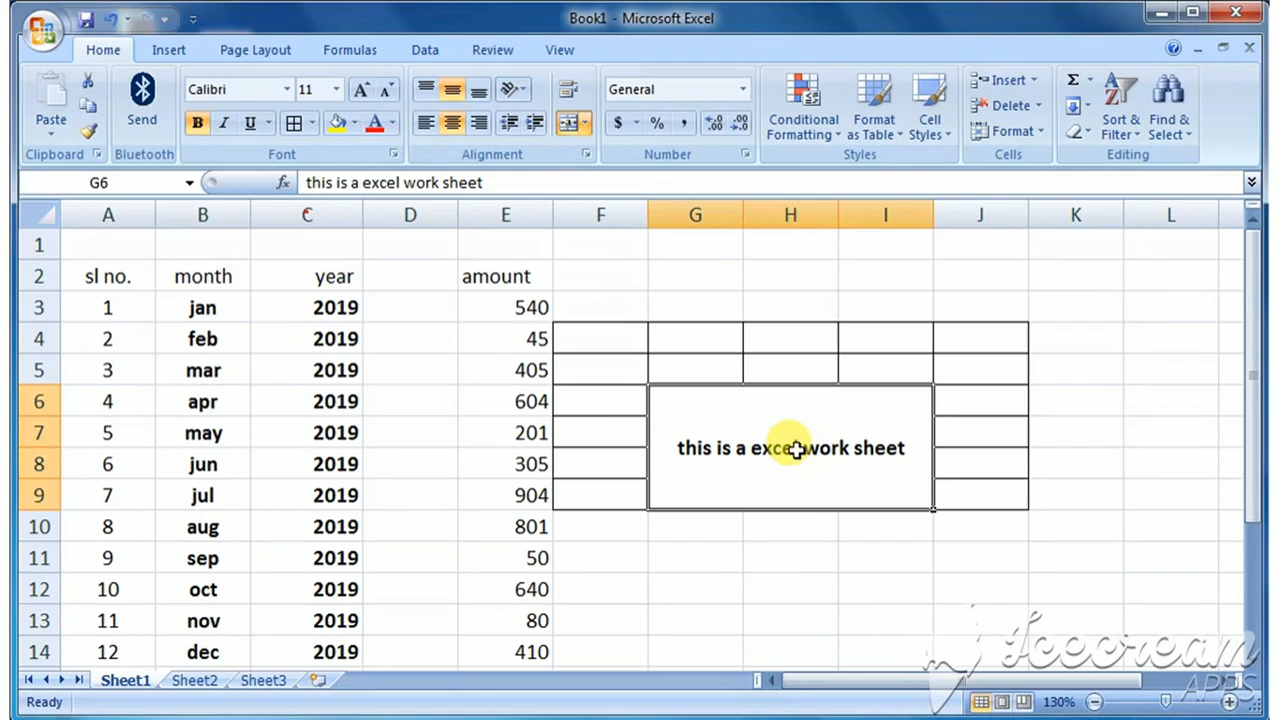 Book1 - Microsoft Excel
Home Insert Page Layout Formulas Data Review View
Calibri 11 General
Paste Send Conditional Formatting Format as Table Cell Styles Insert Delete Format Sort & Filter Find & Select
Clipboard Bluetooth Font Alignment Number Styles Cells Editing
G6 fx this is a excel work sheet
A B C D E F G H I J K L
1
2 sl no. month year amount
3 1 jan 2019 540
4 2 feb 2019 45
5 3 mar 2019 405
6 4 apr 2019 604
7 5 may 2019 201
this is a excel work sheet
8 6 jun 2019 305
9 7 jul 2019 904
10 8 aug 2019 801
11 9 sep 2019 50
12 10 oct 2019 640
13 11 nov 2019 80
14 12 dec 2019 410
Icecream
APPS
Sheet1 Sheet2 Sheet3
Ready 130%